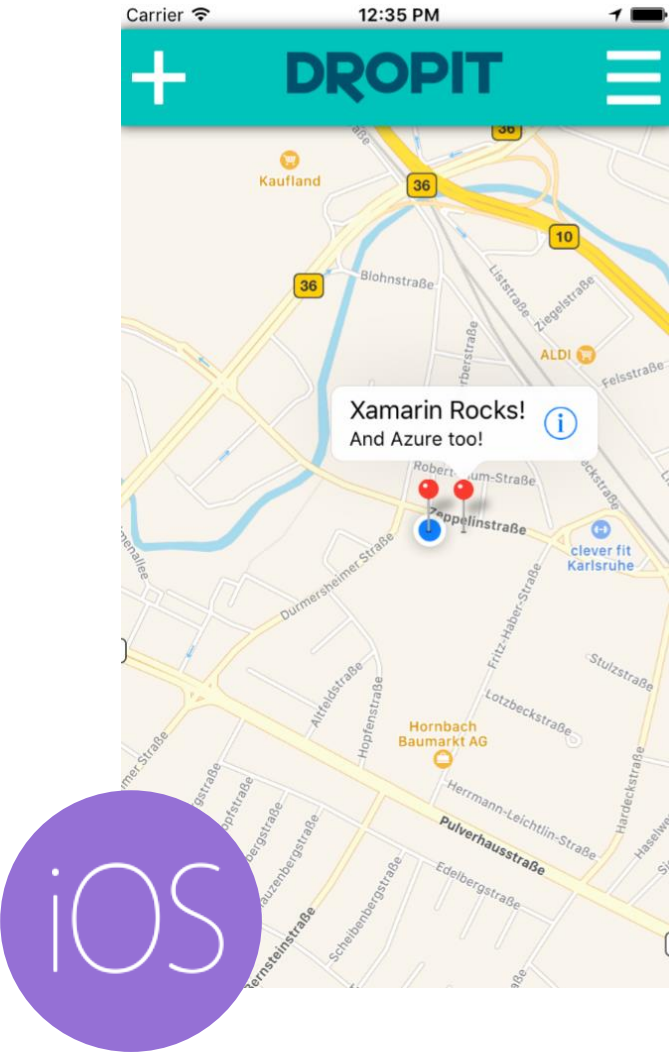 Carrier 12:35 PM
DROPIT
36
Kaufland
36
10
36
Blohnstraße
Liststraße
Ziegelstraße
ALDI
Felsstraße
Xamarin Rocks!
And Azure too!
Zeppelinstraße
clever fit
Karlsruhe
Durmersheimer Straße
Fritz-Haber-Straße
Stulzstraße
Altfeldstraße
Hopfenstraße
Lotzbeckstraße
Hornbach
Baumarkt AG
Herrmann-Leichtlin-Straße
Hardeckstraße
Pulverhausstraße
Edelbergstraße
Scheibenbergstraße
iOS